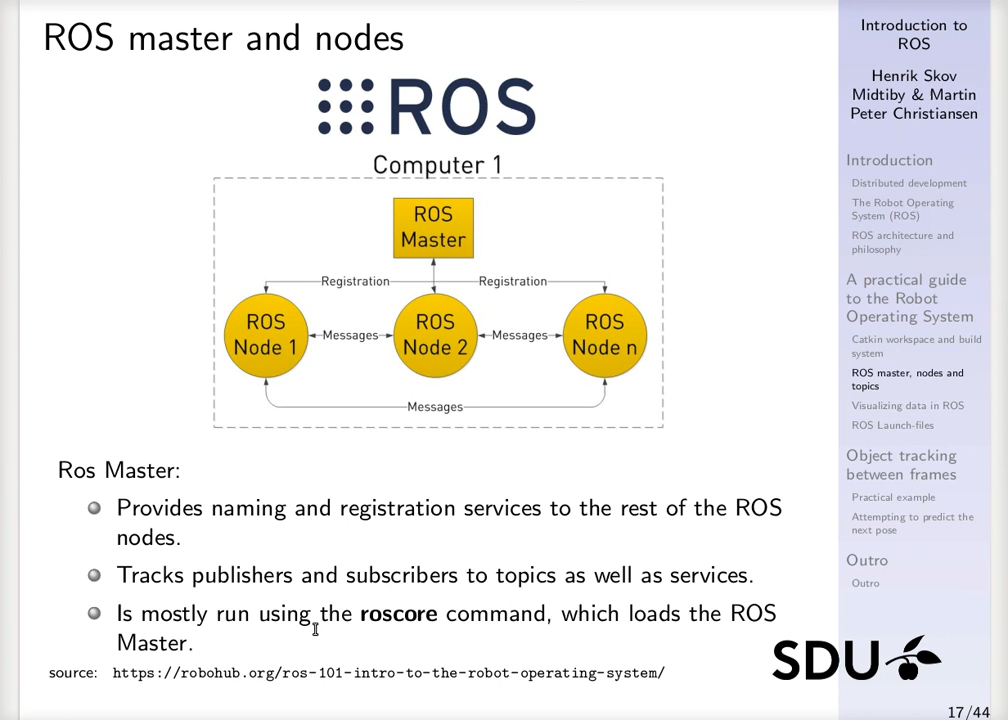 ROS master and nodes
ROS
Computer 1
ROS
Master
Registration
Registration
ROS
Node 1
Messages
ROS
Node 2
Messages
ROS
Node n
Messages
Ros Master:
Provides naming and registration services to the rest of the ROS
nodes.
Tracks publishers and subscribers to topics as well as services.
Is mostly run using the roscore command, which loads the ROS
Master.
source: https://robohub.org/ros-101-intro-to-the-robot-operating-system/
SDU
Introduction to
ROS
Henrik Skov
Midtiby & Martin
Peter Christiansen
Introduction
Distributed development
The Robot Operating
System (ROS)
ROS architecture and
philosophy
A practical guide
to the Robot
Operating System
Catkin workspace and build
system
ROS master, nodes and
topics
Visualizing data in ROS
ROS Launch-files
Object tracking
between frames
Practical example
Attempting to predict the
next pose
Outro
Outro
17/44